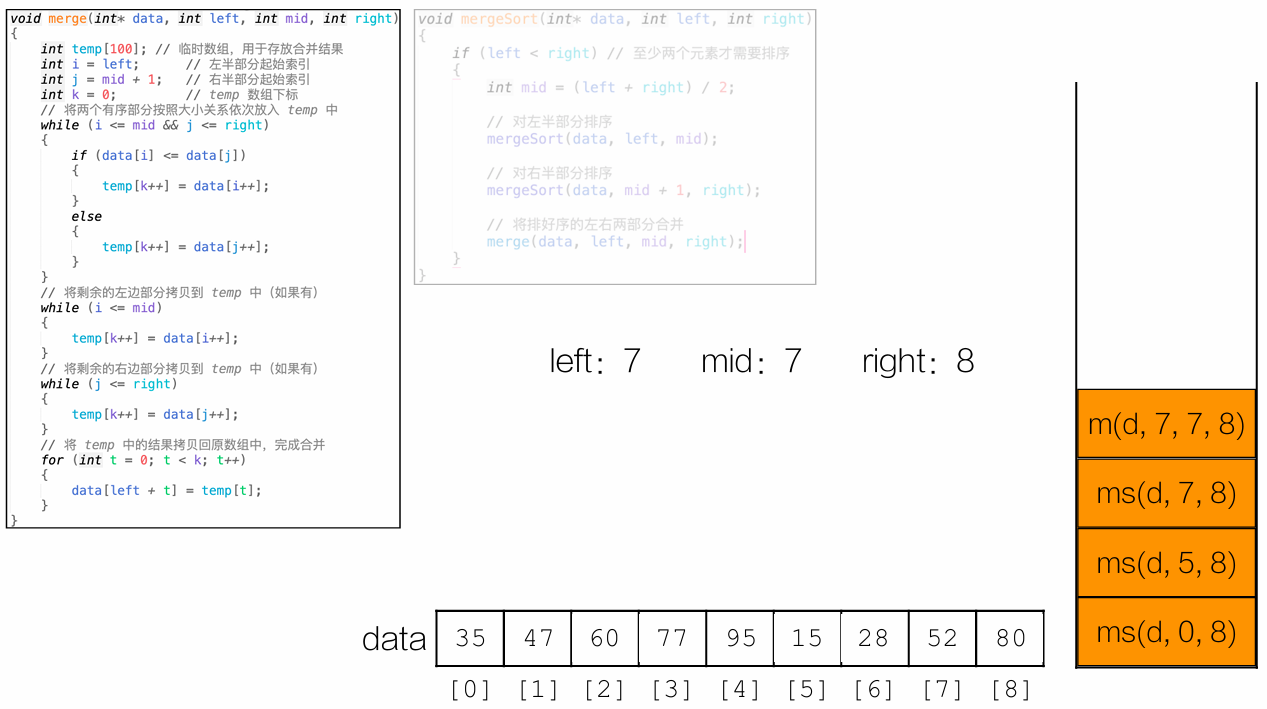 void merge(int* data, int left, int mid, int right)
{
    int temp[100]; // 临时数组，用于存放合并结果
    int i = left;      // 左半部分起始索引
    int j = mid + 1;   // 右半部分起始索引
    int k = 0;         // temp 数组下标
    // 将两个有序部分按照大小关系依次放入 temp 中
    while (i <= mid && j <= right)
    {
        if (data[i] <= data[j])
        {
            temp[k++] = data[i++];
        }
        else
        {
            temp[k++] = data[j++];
        }
    }
    // 将剩余的左边部分拷贝到 temp 中（如果有）
    while (i <= mid)
    {
        temp[k++] = data[i++];
    }
    // 将剩余的右边部分拷贝到 temp 中（如果有）
    while (j <= right)
    {
        temp[k++] = data[j++];
    }
    // 将 temp 中的结果拷贝回原数组中，完成合并
    for (int t = 0; t < k; t++)
    {
        data[left + t] = temp[t];
    }
}
void mergeSort(int* data, int left, int right)
{
    if (left < right) // 至少两个元素才需要排序
    {
        int mid = (left + right) / 2;
        // 对左半部分排序
        mergeSort(data, left, mid);
        // 对右半部分排序
        mergeSort(data, mid + 1, right);
        // 将排好序的左右两部分合并
        merge(data, left, mid, right);
    }
}
left: 7 mid: 7 right: 8
m(d, 7, 7, 8)
ms(d, 7, 8)
ms(d, 5, 8)
ms(d, 0, 8)
data 35 47 60 77 95 15 28 52 80
[0] [1] [2] [3] [4] [5] [6] [7] [8]